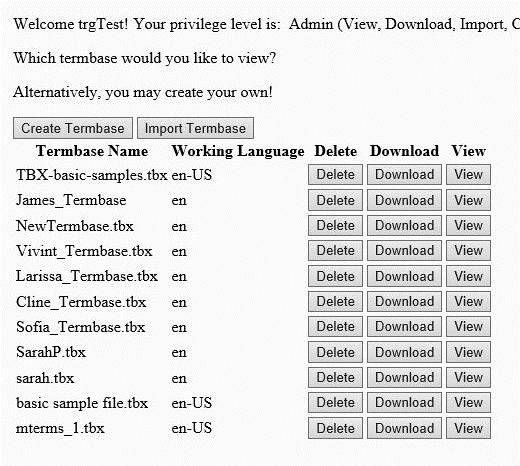 Welcome trgTest! Your privilege level is: Admin (View, Download, Import, C
Which termbase would you like to view?
Alternatively, you may create your own!
Create Termbase Import Termbase
Termbase Name Working Language Delete Download View
TBX-basic-samples.tbx en-US Delete Download View
James_Termbase en Delete Download View
NewTermbase.tbx en Delete Download View
Vivint_Termbase.tbx en Delete Download View
Larissa_Termbase.tbx en Delete Download View
Cline_Termbase.tbx en Delete Download View
Sofia_Termbase.tbx en Delete Download View
SarahP.tbx en Delete Download View
sarah.tbx en Delete Download View
basic sample file.tbx en-US Delete Download View
mterms_1.tbx en-US Delete Download View